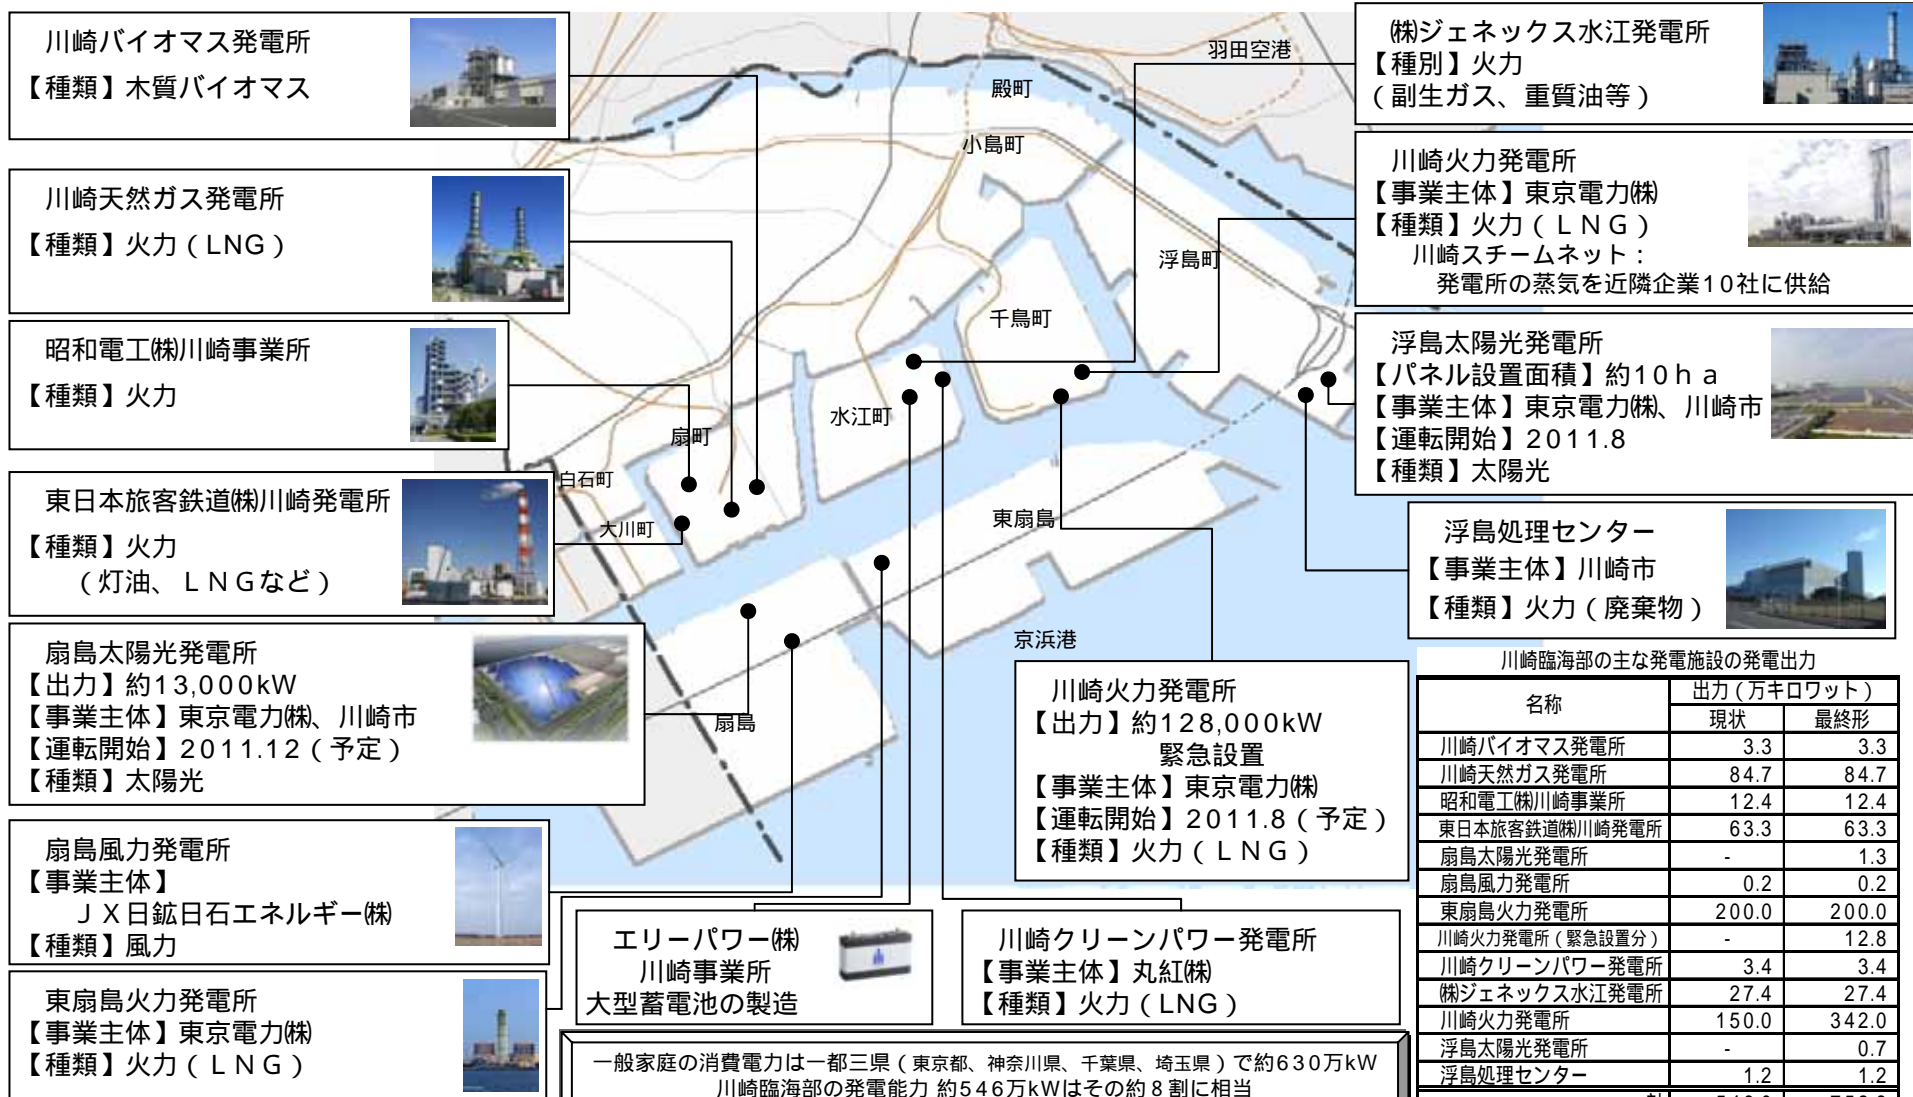 川崎バイオマス発電所
【種類】木質バイオマス
川崎天然ガス発電所
【種類】火力（LNG）
昭和電工㈱川崎事業所
【種類】火力
東日本旅客鉄道㈱川崎発電所
【種類】火力
（灯油、ＬＮＧなど）
扇島太陽光発電所
【出力】約13,000kW
【事業主体】東京電力㈱、川崎市
【運転開始】2011.12（予定）
【種類】太陽光
扇島風力発電所
【事業主体】
ＪＸ日鉱日石エネルギー㈱
【種類】風力
東扇島火力発電所
【事業主体】東京電力㈱
【種類】火力（ＬＮＧ）
羽田空港
殿町
小島町
浮島町
千鳥町
水江町
扇町
白石町
大川町
東扇島
扇島
京浜港
㈱ジェネックス水江発電所
【種別】火力
（副生ガス、重質油等）
川崎火力発電所
【事業主体】東京電力㈱
【種類】火力（ＬＮＧ）
川崎スチームネット：
発電所の蒸気を近隣企業10社に供給
浮島太陽光発電所
【パネル設置面積】約10ｈａ
【事業主体】東京電力㈱、川崎市
【運転開始】2011.8
【種類】太陽光
浮島処理センター
【事業主体】川崎市
【種類】火力（廃棄物）
川崎火力発電所
【出力】約128,000kW
緊急設置
【事業主体】東京電力㈱
【運転開始】2011.8（予定）
【種類】火力（ＬＮＧ）
エリーパワー㈱
川崎事業所
大型蓄電池の製造
川崎クリーンパワー発電所
【事業主体】丸紅㈱
【種類】火力（LNG）
一般家庭の消費電力は一都三県（東京都、神奈川県、千葉県、埼玉県）で約630万kW
川崎臨海部の発電能力 約546万kWはその約８割に相当
川崎臨海部の主な発電施設の発電出力
名称 出力（万キロワット）
現状 最終形
川崎バイオマス発電所 3.3 3.3
川崎天然ガス発電所 84.7 84.7
昭和電工㈱川崎事業所 12.4 12.4
東日本旅客鉄道㈱川崎発電所 63.3 63.3
扇島太陽光発電所 - 1.3
扇島風力発電所 0.2 0.2
東扇島火力発電所 200.0 200.0
川崎火力発電所（緊急設置分） - 12.8
川崎クリーンパワー発電所 3.4 3.4
㈱ジェネックス水江発電所 27.4 27.4
川崎火力発電所 150.0 342.0
浮島太陽光発電所 - 0.7
浮島処理センター 1.2 1.2